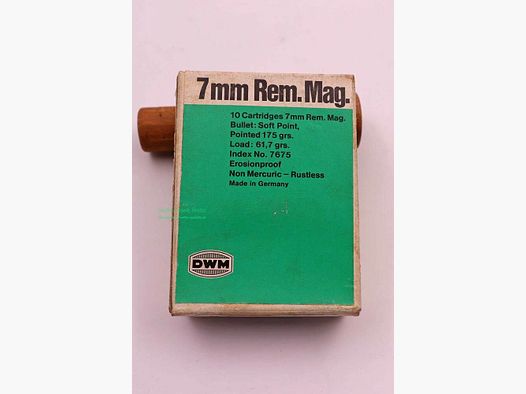 7mm Rem. Mag.
10 Cartridges 7mm Rem. Mag.
Bullet: Soft Point,
Pointed 175 grs.
Load: 61,7 grs.
Index No. 7675
Erosionproof
Non Mercuric – Rustless
Made in Germany
DWM